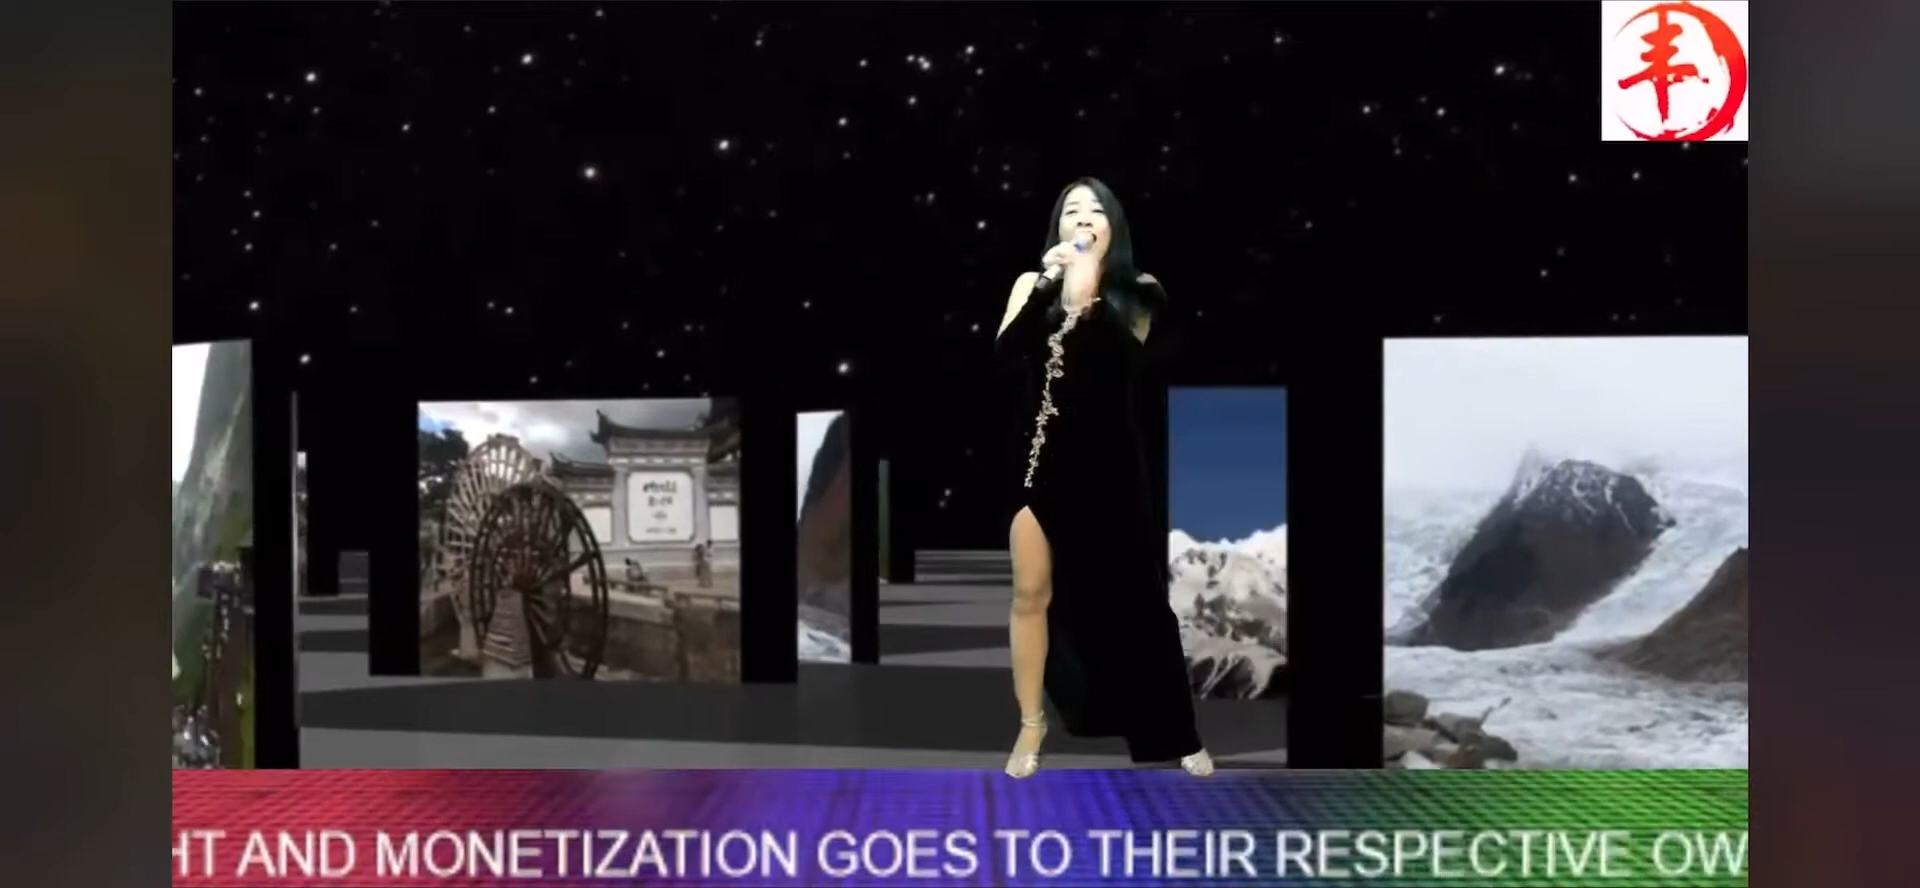 丰
HT AND MONETIZATION GOES TO THEIR RESPECTIVE OW